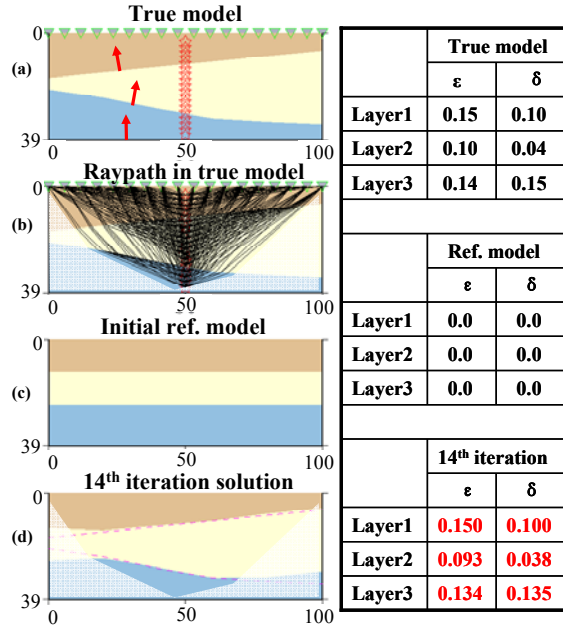 True model
0
(a)
39
0 50 100
Raypath in true model
0
(b)
39
0 50 100
Initial ref. model
0
(c)
39
0 50 100
14th iteration solution
0
(d)
39
0 50 100
True model
ε δ
Layer1 0.15 0.10
Layer2 0.10 0.04
Layer3 0.14 0.15
Ref. model
ε δ
Layer1 0.0 0.0
Layer2 0.0 0.0
Layer3 0.0 0.0
14th iteration
ε δ
Layer1 0.150 0.100
Layer2 0.093 0.038
Layer3 0.134 0.135